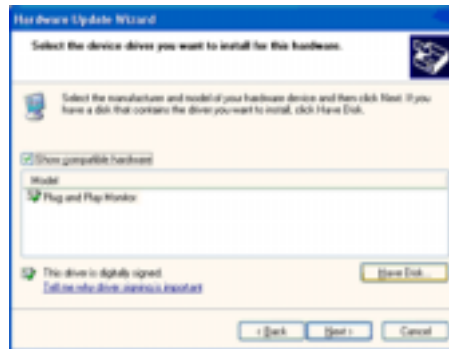 Hardware Update Wizard
Select the device driver you want to install for this hardware.
Select the manufacturer and model of your hardware device and then click Next. If you
have a disk that contains the driver you want to install, click Have Disk.
Show compatible hardware
Model
Plug and Play Monitor
This driver is digitally signed.
Have Disk...
Tell me why driver signing is important
< Back
Next >
Cancel